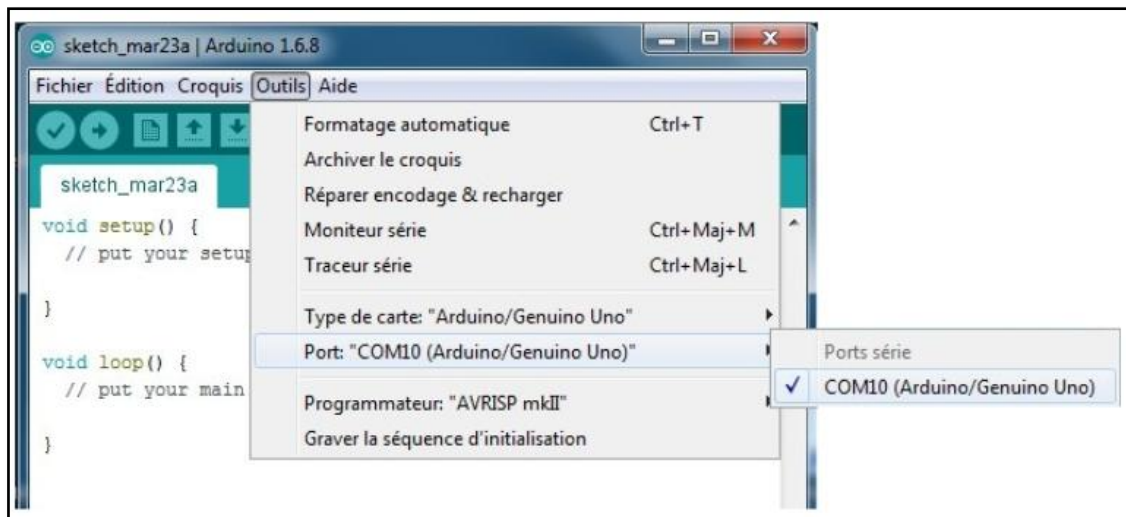 sketch_mar23a | Arduino 1.6.8
Fichier Édition Croquis Outils Aide
Formatage automatique Ctrl+T
Archiver le croquis
sketch_mar23a
Réparer encodage & recharger
void setup() {
Moniteur série Ctrl+Maj+M
// put your setup
Traceur série Ctrl+Maj+L
}
Type de carte: "Arduino/Genuino Uno"
Port: "COM10 (Arduino/Genuino Uno)"
Ports série
void loop() {
COM10 (Arduino/Genuino Uno)
// put your main
Programmateur: "AVRISP mkII"
Graver la séquence d'initialisation
}